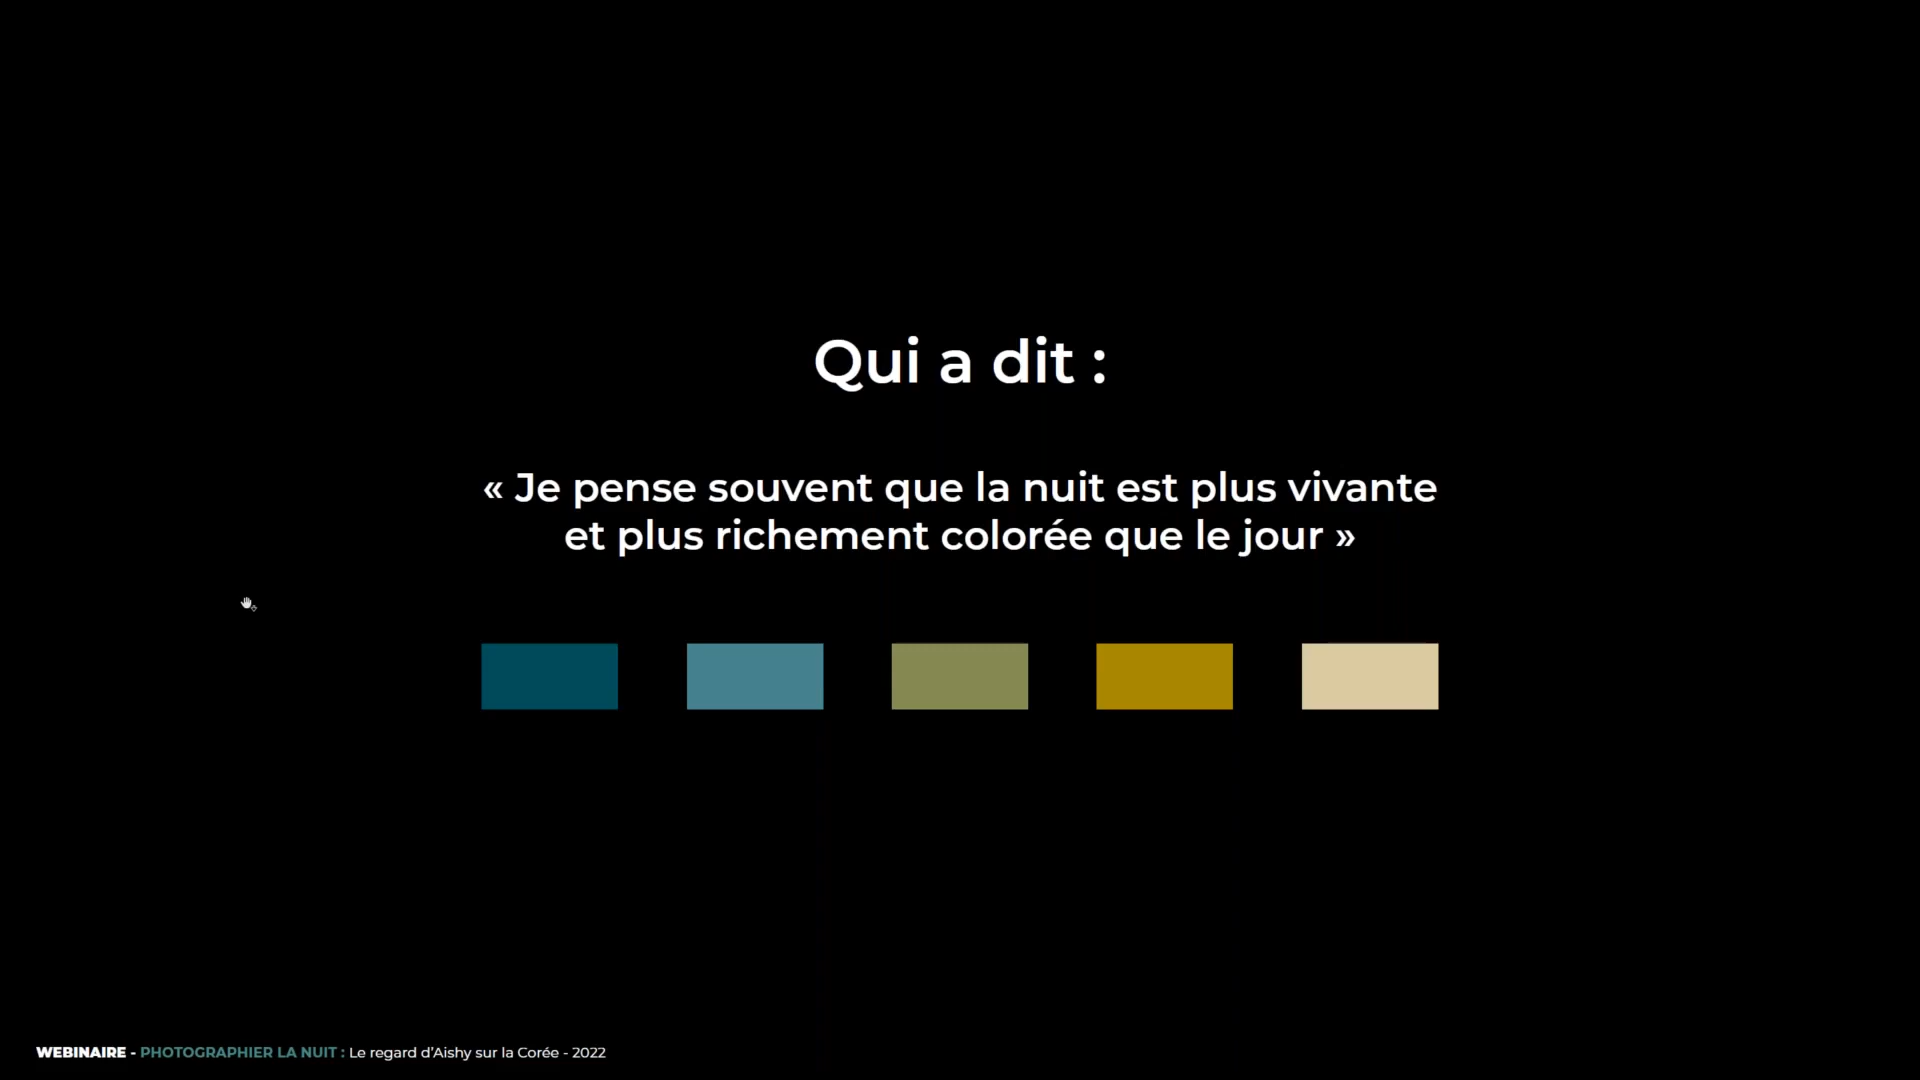 Qui a dit :
« Je pense souvent que la nuit est plus vivante
et plus richement colorée que le jour »
WEBINAIRE - PHOTOGRAPHIER LA NUIT : Le regard d'Aishy sur la Corée - 2022